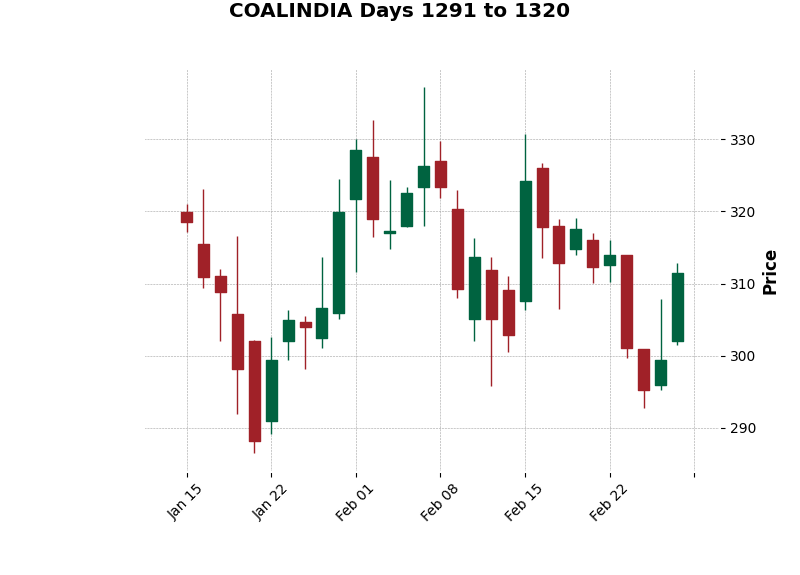 COALINDIA Days 1291 to 1320
330
320
310
300
290
Price
Jan 15
Jan 22
Feb 01
Feb 08
Feb 15
Feb 22